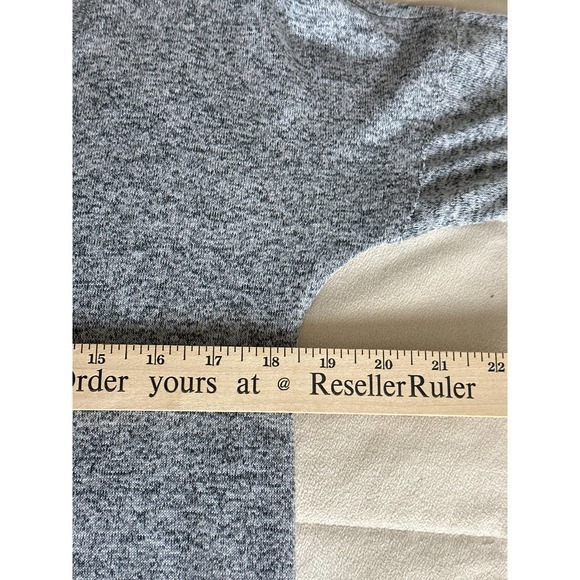 15 16 17 18 19 20 21 22
Order yours at @ ResellerRuler